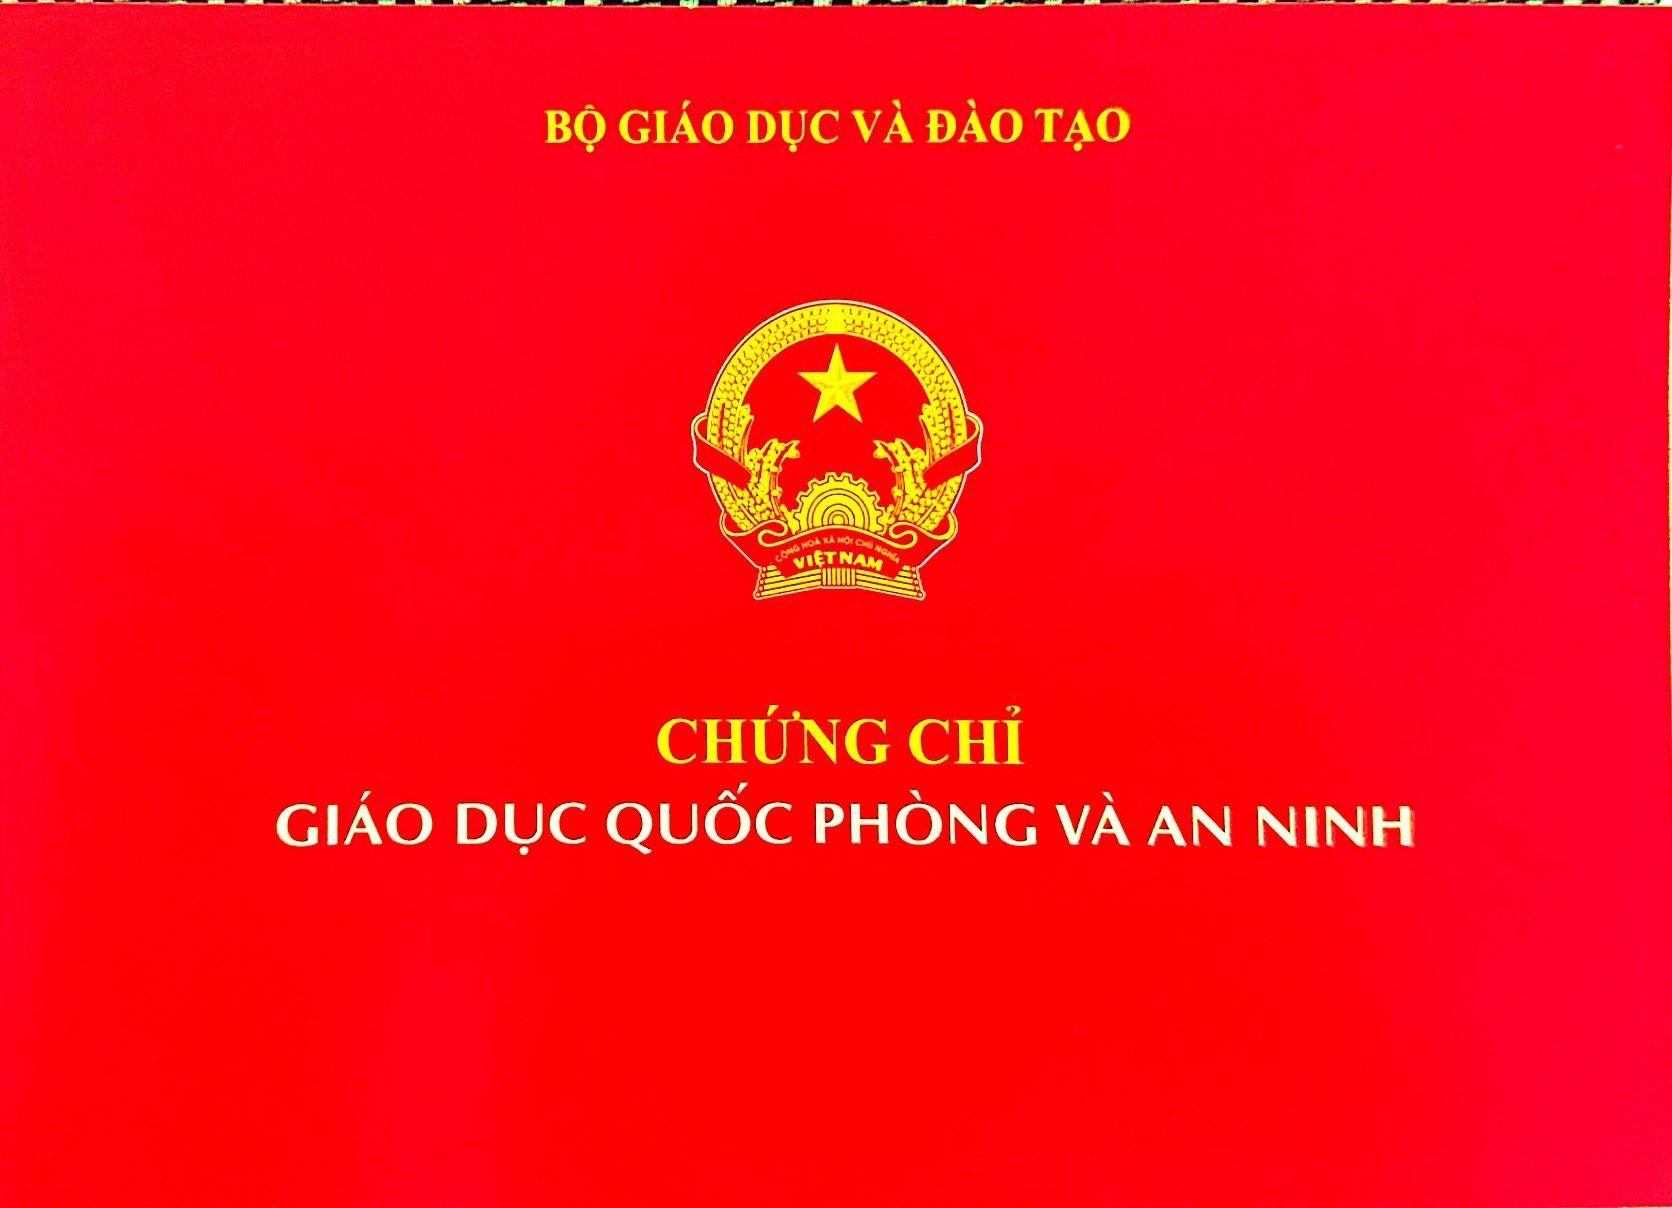 BỘ GIÁO DỤC VÀ ĐÀO TẠO
CỘNG HOÀ XÃ HỘI CHỦ NGHĨA
VIỆT NAM
CHỨNG CHỈ
GIÁO DỤC QUỐC PHÒNG VÀ AN NINH